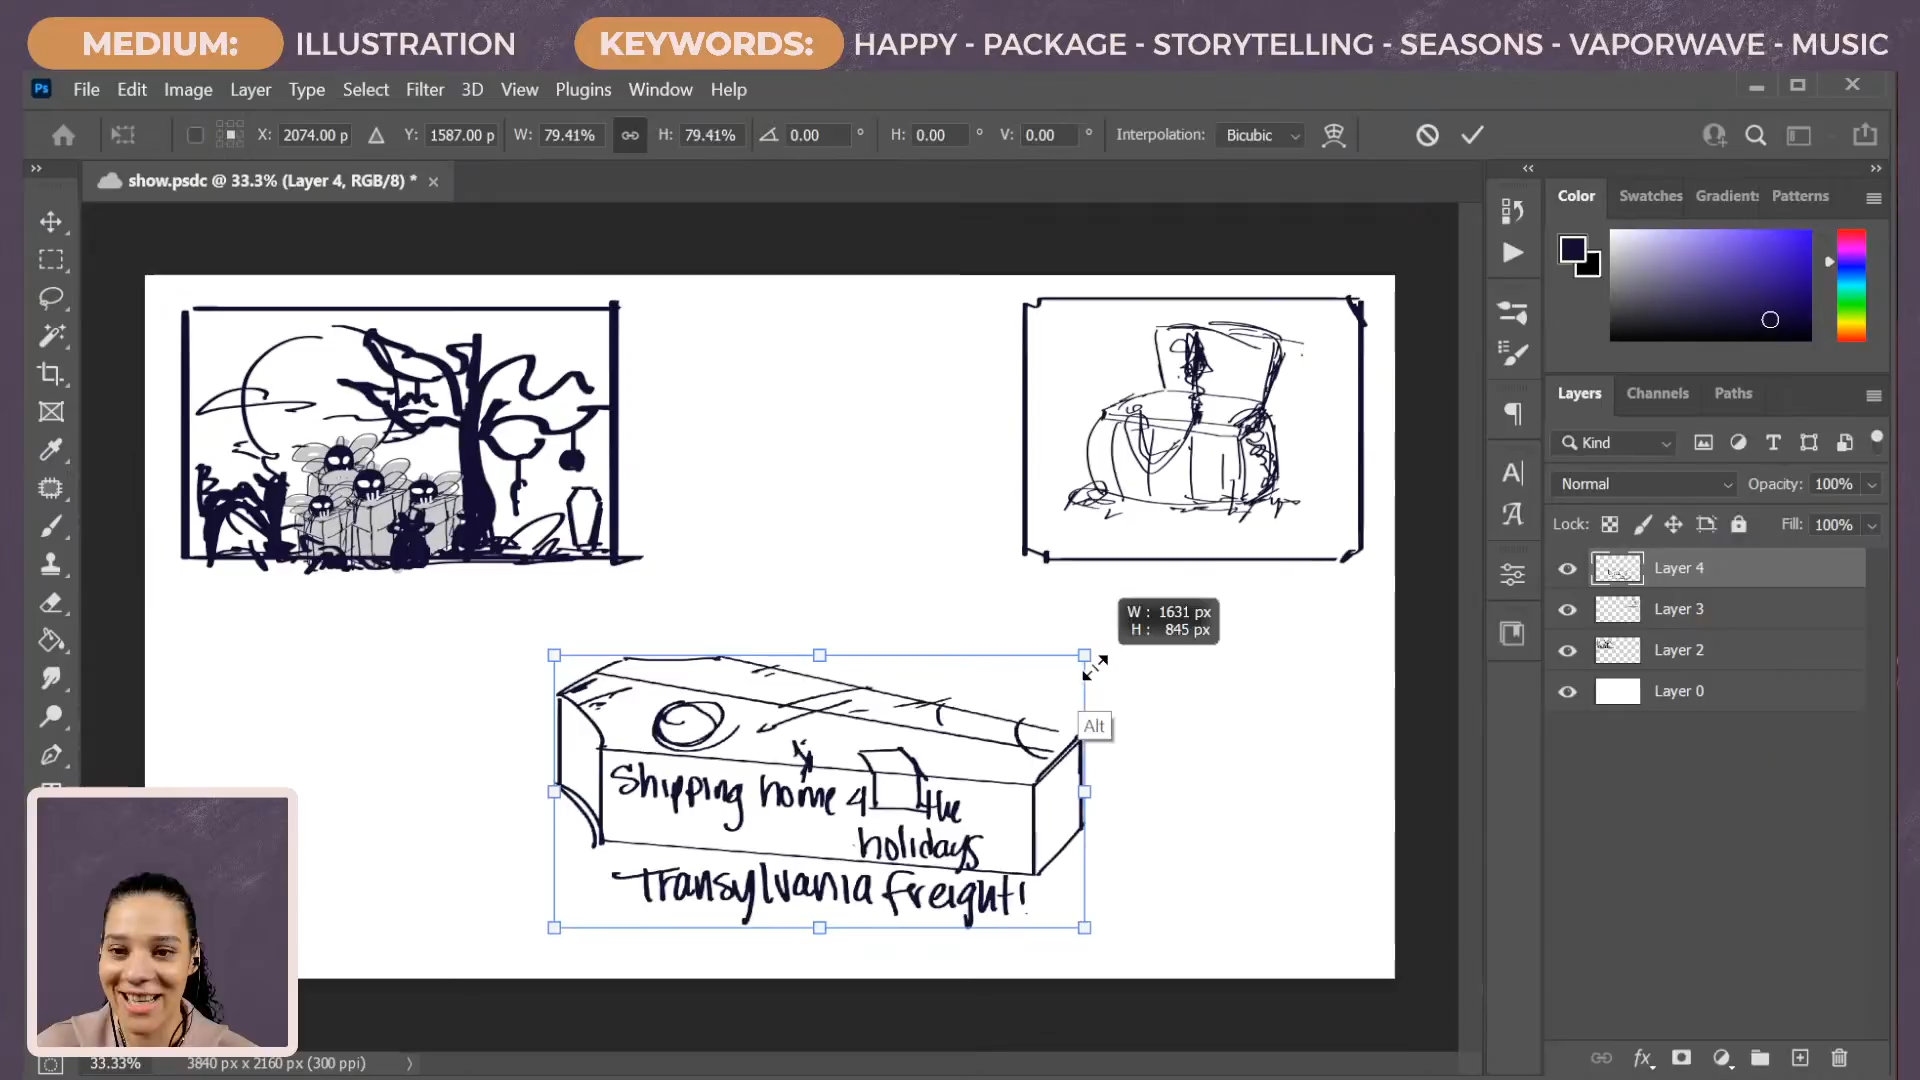 MEDIUM: ILLUSTRATION KEYWORDS: HAPPY - PACKAGE - STORYTELLING - SEASONS - VAPORWAVE - MUSIC
Ps File Edit Image Layer Type Select Filter 3D View Plugins Window Help
X: 2074.00 p Y: 1587.00 p W: 79.41% H: 79.41% 0.00 ° H: 0.00 ° V: 0.00 ° Interpolation: Bicubic
show.psdc @ 33.3% (Layer 4, RGB/8) *
Color Swatches Gradients Patterns
Layers Channels Paths
Kind
Normal Opacity: 100%
Lock: Fill: 100%
Layer 4
Layer 3
Layer 2
Layer 0
W : 1631 px
H : 845 px
Alt
Shipping home 4 the
holidays
Transylvania freight!
33.33% 3840 px x 2160 px (300 ppi)
fx